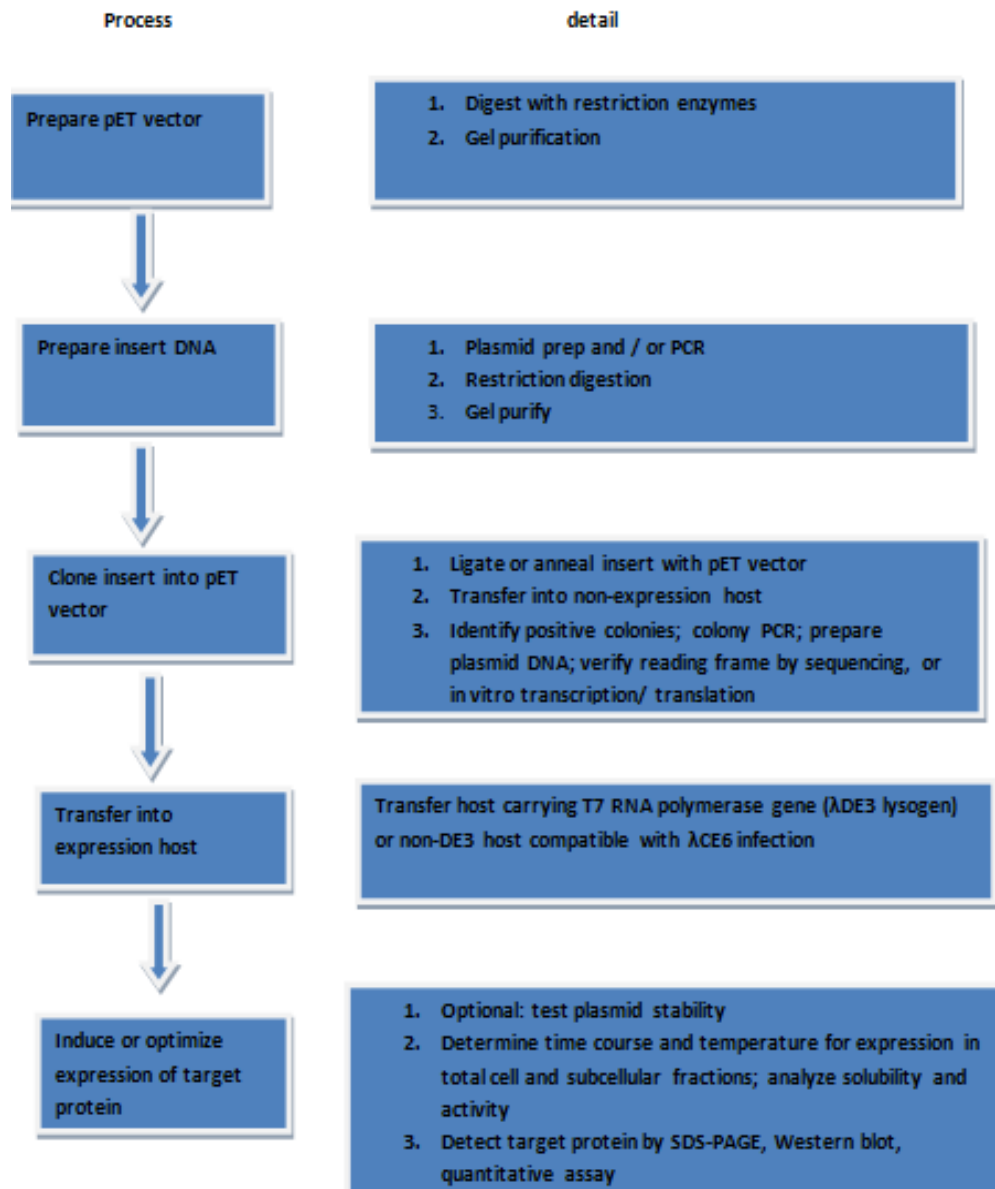 Process detail
Prepare pET vector
1. Digest with restriction enzymes
2. Gel purification
Prepare insert DNA
1. Plasmid prep and / or PCR
2. Restriction digestion
3. Gel purify
Clone insert into pET
vector
1. Ligate or anneal insert with pET vector
2. Transfer into non-expression host
3. Identify positive colonies; colony PCR; prepare
plasmid DNA; verify reading frame by sequencing, or
in vitro transcription/ translation
Transfer into
expression host
Transfer host carrying T7 RNA polymerase gene (λDE3 lysogen)
or non-DE3 host compatible with λCE6 infection
Induce or optimize
expression of target
protein
1. Optional: test plasmid stability
2. Determine time course and temperature for expression in
total cell and subcellular fractions; analyze solubility and
activity
3. Detect target protein by SDS-PAGE, Western blot,
quantitative assay